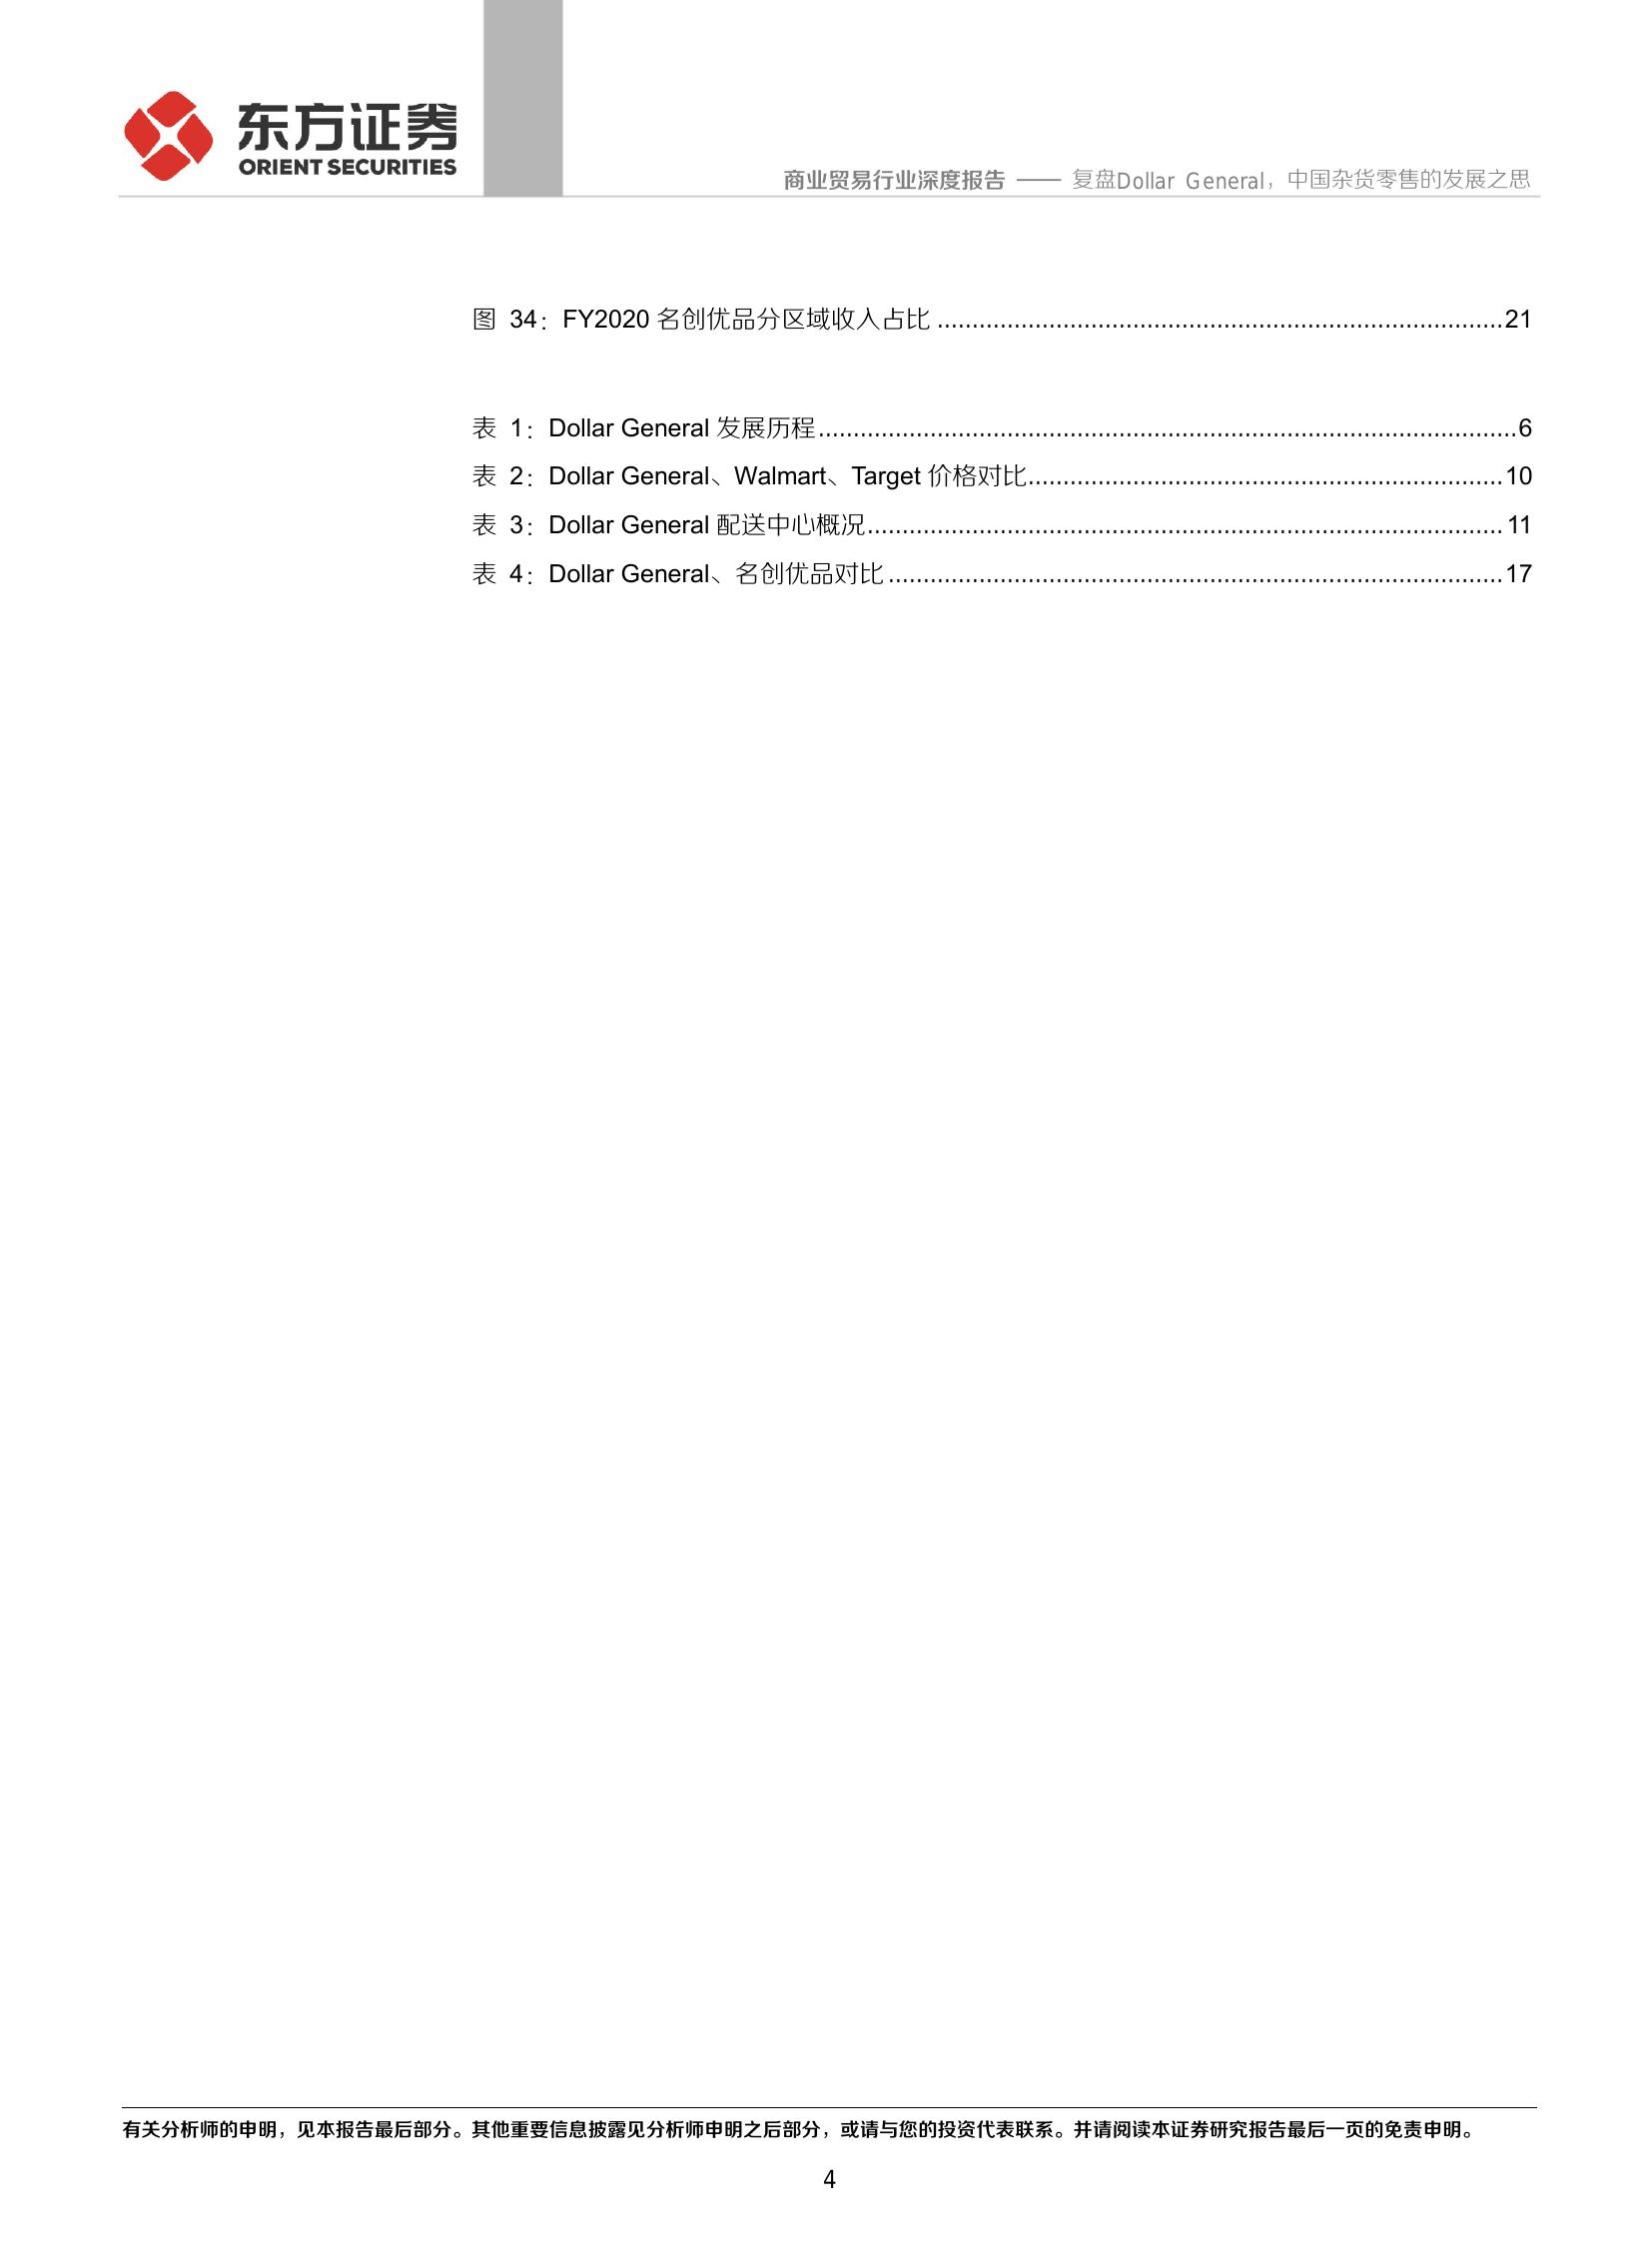 东方证券
ORIENT SECURITIES
商业贸易行业深度报告 —— 复盘Dollar General，中国杂货零售的发展之思
图 34：FY2020 名创优品分区域收入占比 ................................................................................21
表 1：Dollar General 发展历程....................................................................................................6
表 2：Dollar General、Walmart、Target 价格对比....................................................................10
表 3：Dollar General 配送中心概况........................................................................................... 11
表 4：Dollar General、名创优品对比 ........................................................................................17
有关分析师的申明，见本报告最后部分。其他重要信息披露见分析师申明之后部分，或请与您的投资代表联系。并请阅读本证券研究报告最后一页的免责申明。
4